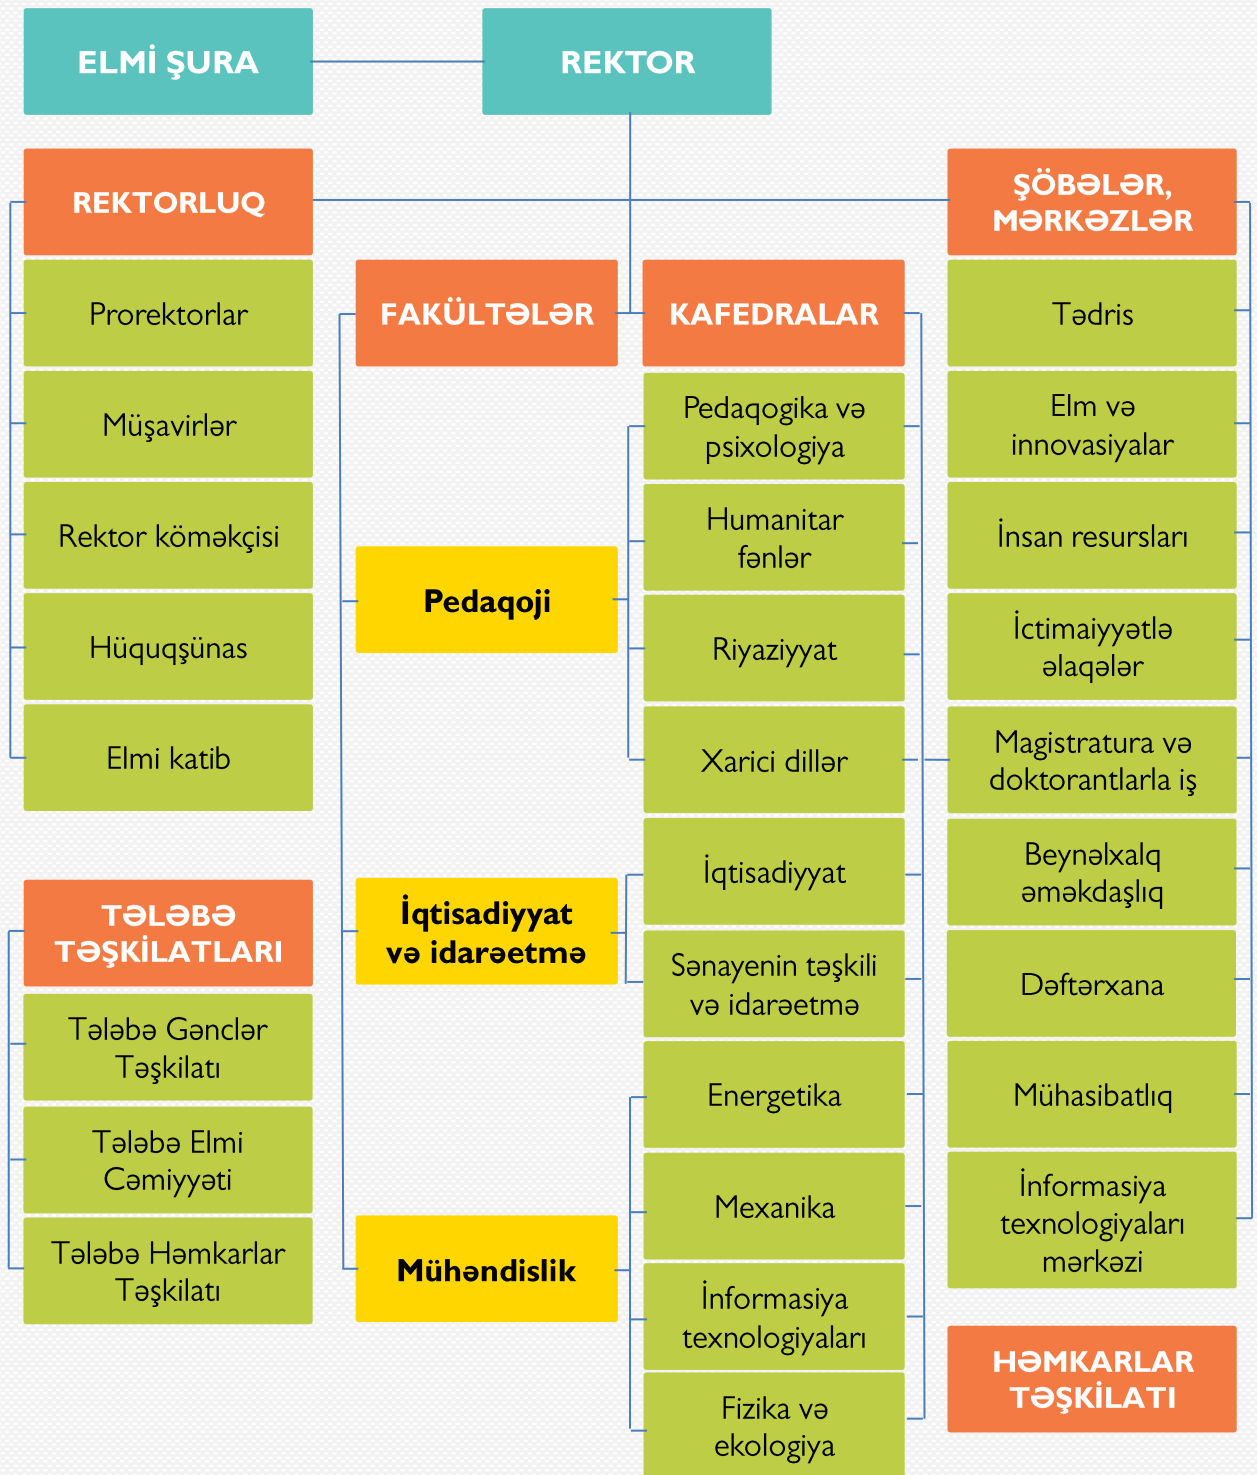 ELMİ ŞURA
REKTOR
REKTORLUQ
Prorektorlar
Müşavirlər
Rektor köməkçisi
Hüquqşünas
Elmi katib
TƏLƏBƏ
TƏŞKİLATLARI
Tələbə Gənclər
Təşkilatı
Tələbə Elmi
Cəmiyyəti
Tələbə Həmkarlar
Təşkilatı
FAKÜLTƏLƏR
Pedaqoji
İqtisadiyyat
və idarəetmə
Mühəndislik
KAFEDRALAR
Pedaqogika və
psixologiya
Humanitar
fənlər
Riyaziyyat
Xarici dillər
İqtisadiyyat
Sənayenin təşkili
və idarəetmə
Energetika
Mexanika
İnformasiya
texnologiyaları
Fizika və
ekologiya
ŞÖBƏLƏR,
MƏRKƏZLƏR
Tədris
Elm və
innovasiyalar
İnsan resursları
İctimaiyyətlə
əlaqələr
Magistratura və
doktorantlarla iş
Beynəlxalq
əməkdaşlıq
Dəftərxana
Mühasibatlıq
İnformasiya
texnologiyaları
mərkəzi
HƏMKARLAR
TƏŞKİLATI